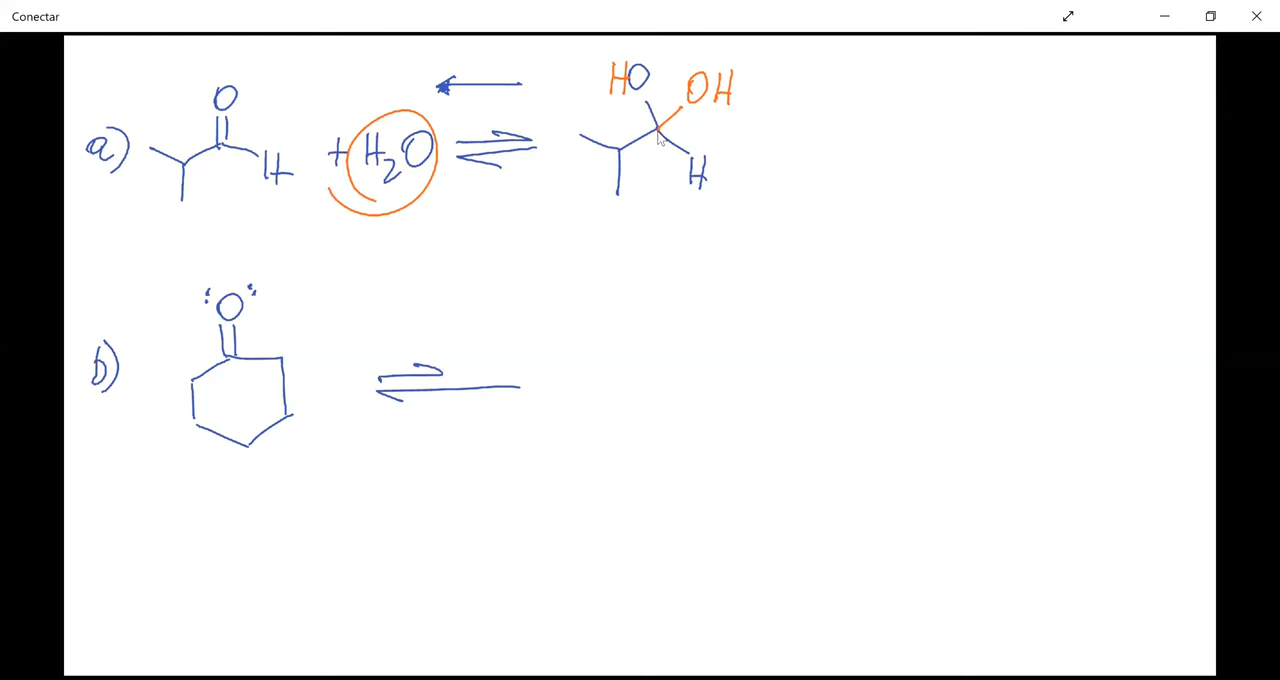 Conectar
HO OH
O
a) H + H₂O ⇌ H
:O:
b) ⇌